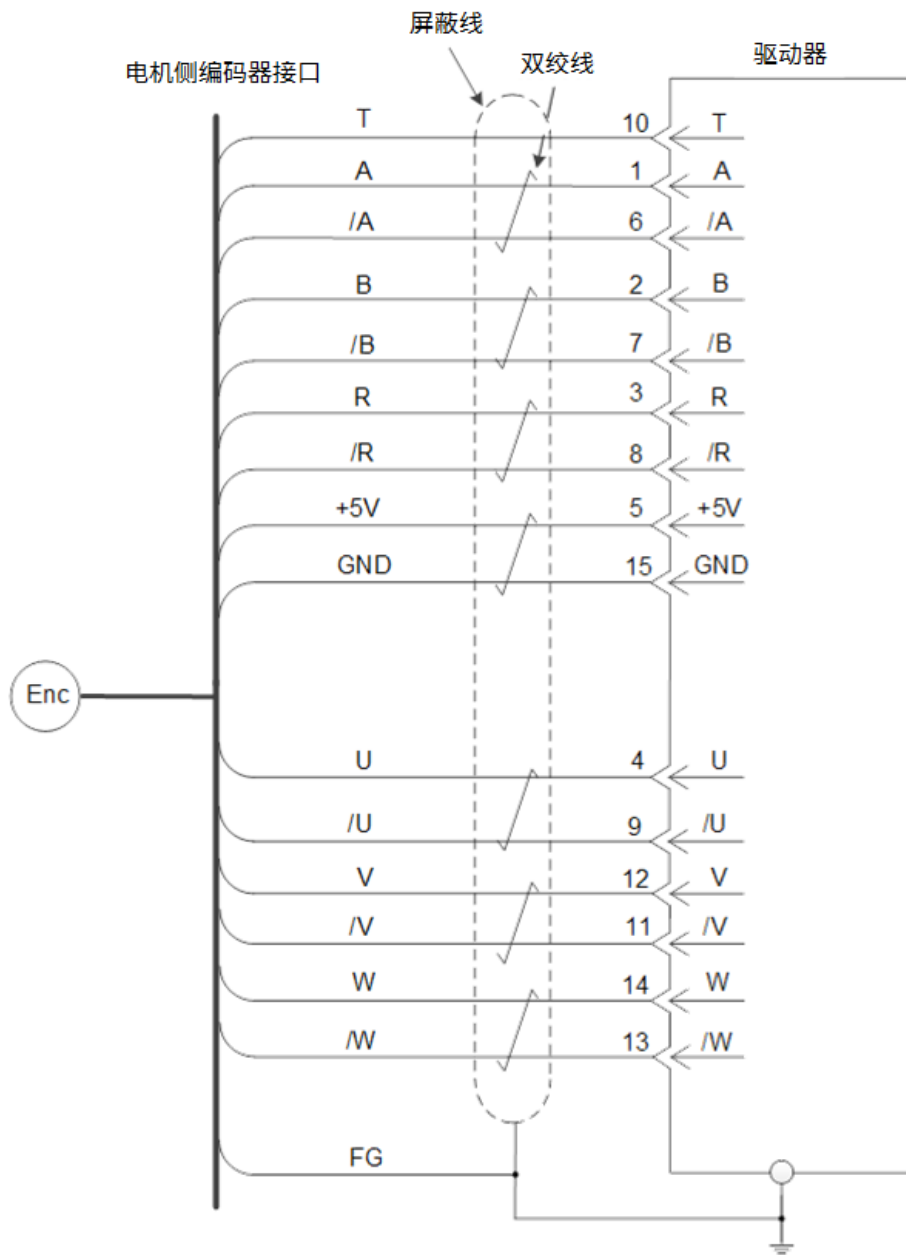 屏蔽线
双绞线
驱动器
电机侧编码器接口
T 10 T
A 1 A
/A 6 /A
B 2 B
/B 7 /B
R 3 R
/R 8 /R
+5V 5 +5V
GND 15 GND
Enc
U 4 U
/U 9 /U
V 12 V
/V 11 /V
W 14 W
/W 13 /W
FG